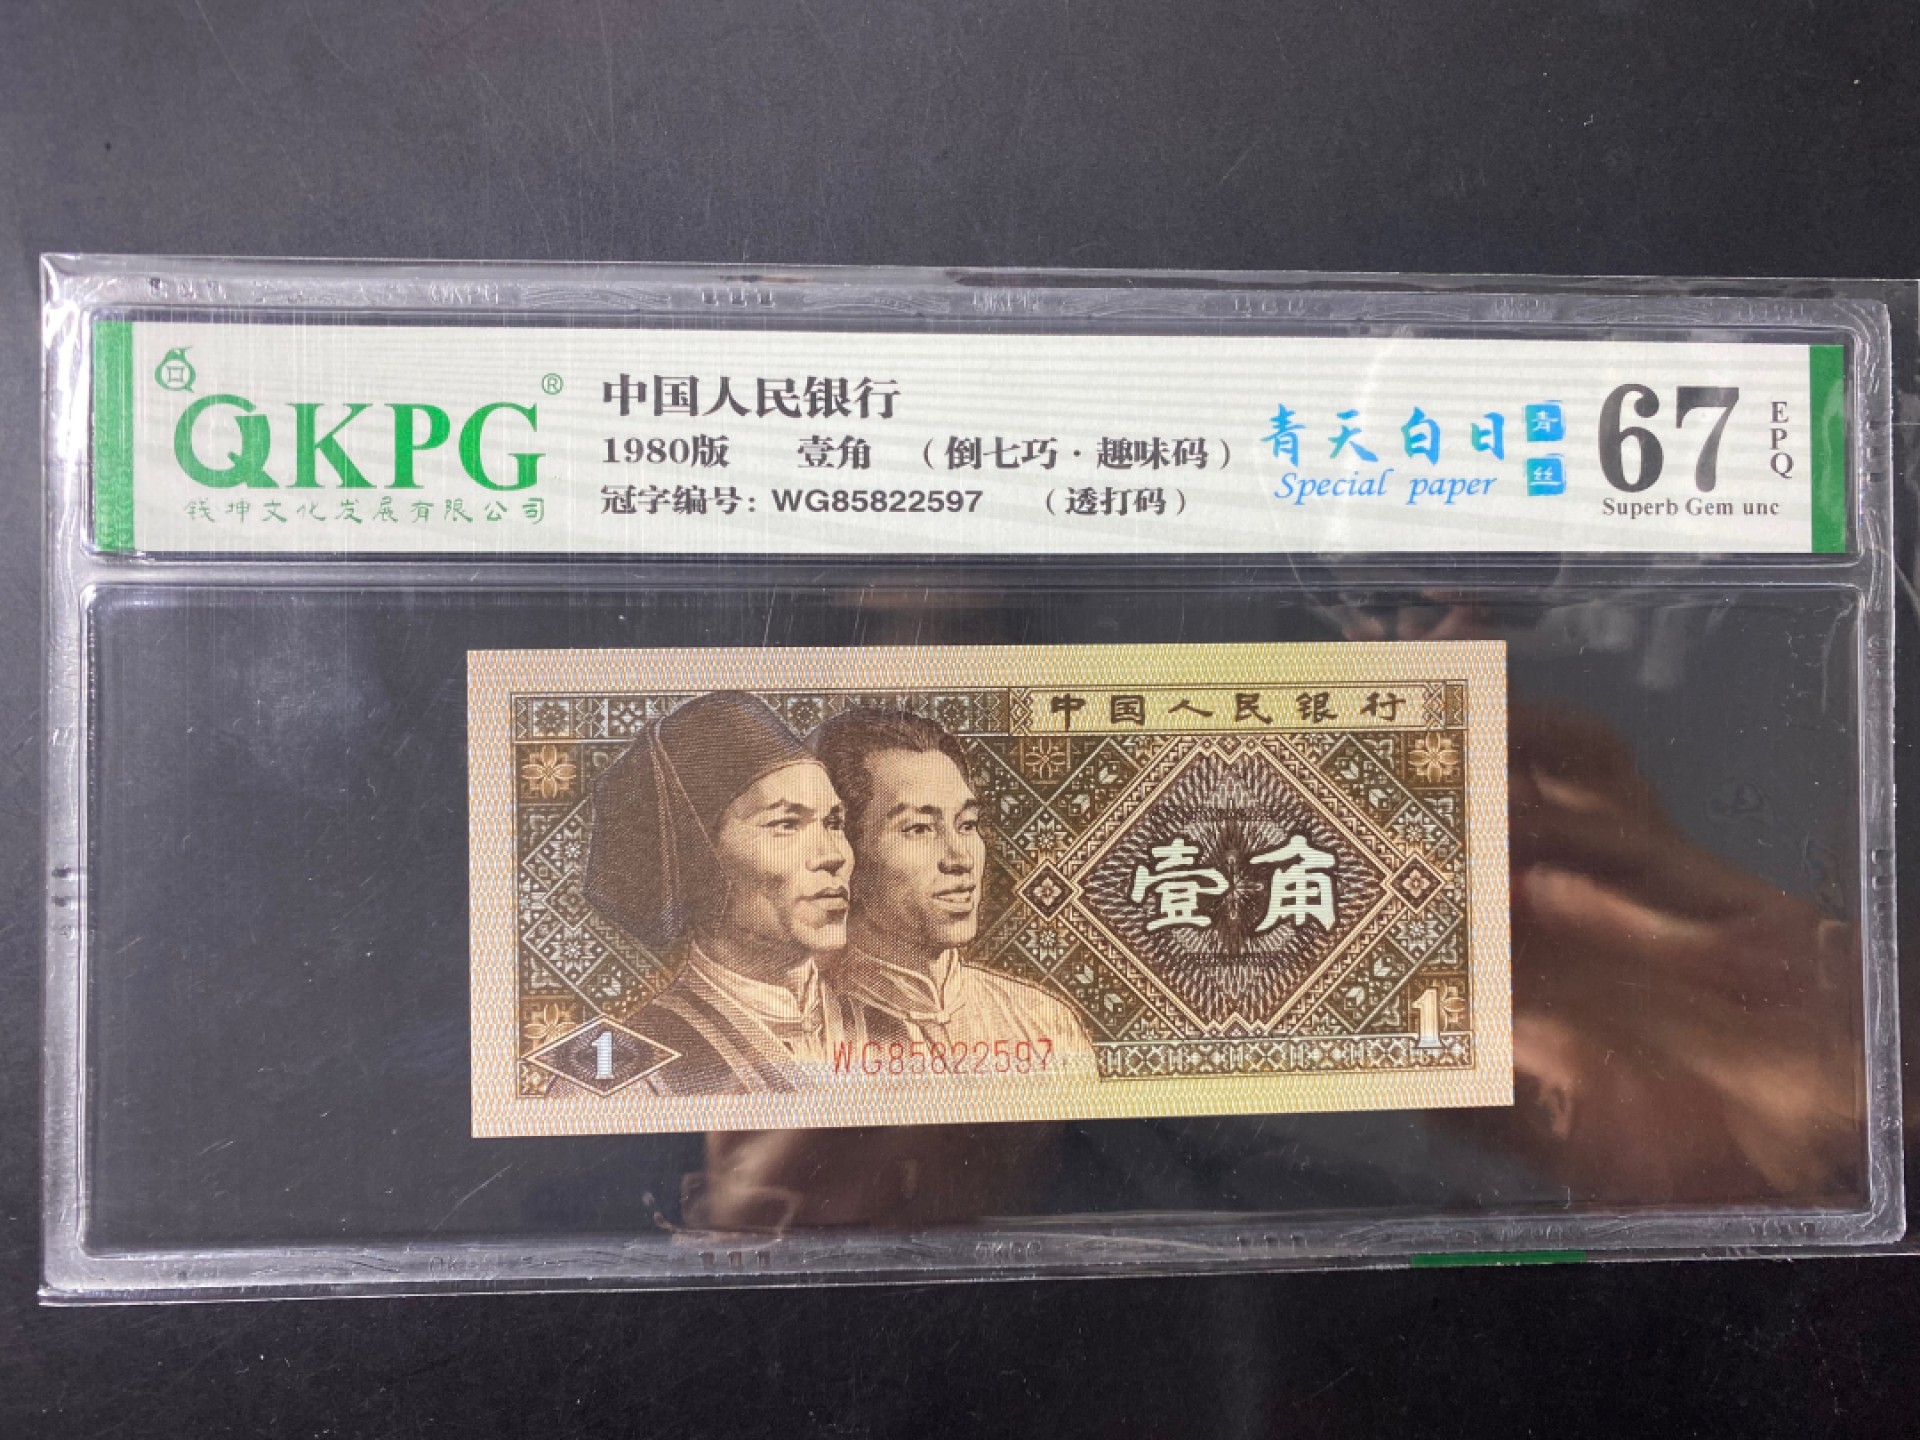 QKPG®
钱坤文化发展有限公司
中国人民银行
1980版 壹角 (倒七巧·趣味码)
冠字编号: WG85822597 (透打码)
青天白日 青丝
Special paper
67 EPQ
Superb Gem unc
中国人民银行
壹角
1
1
WG85822597